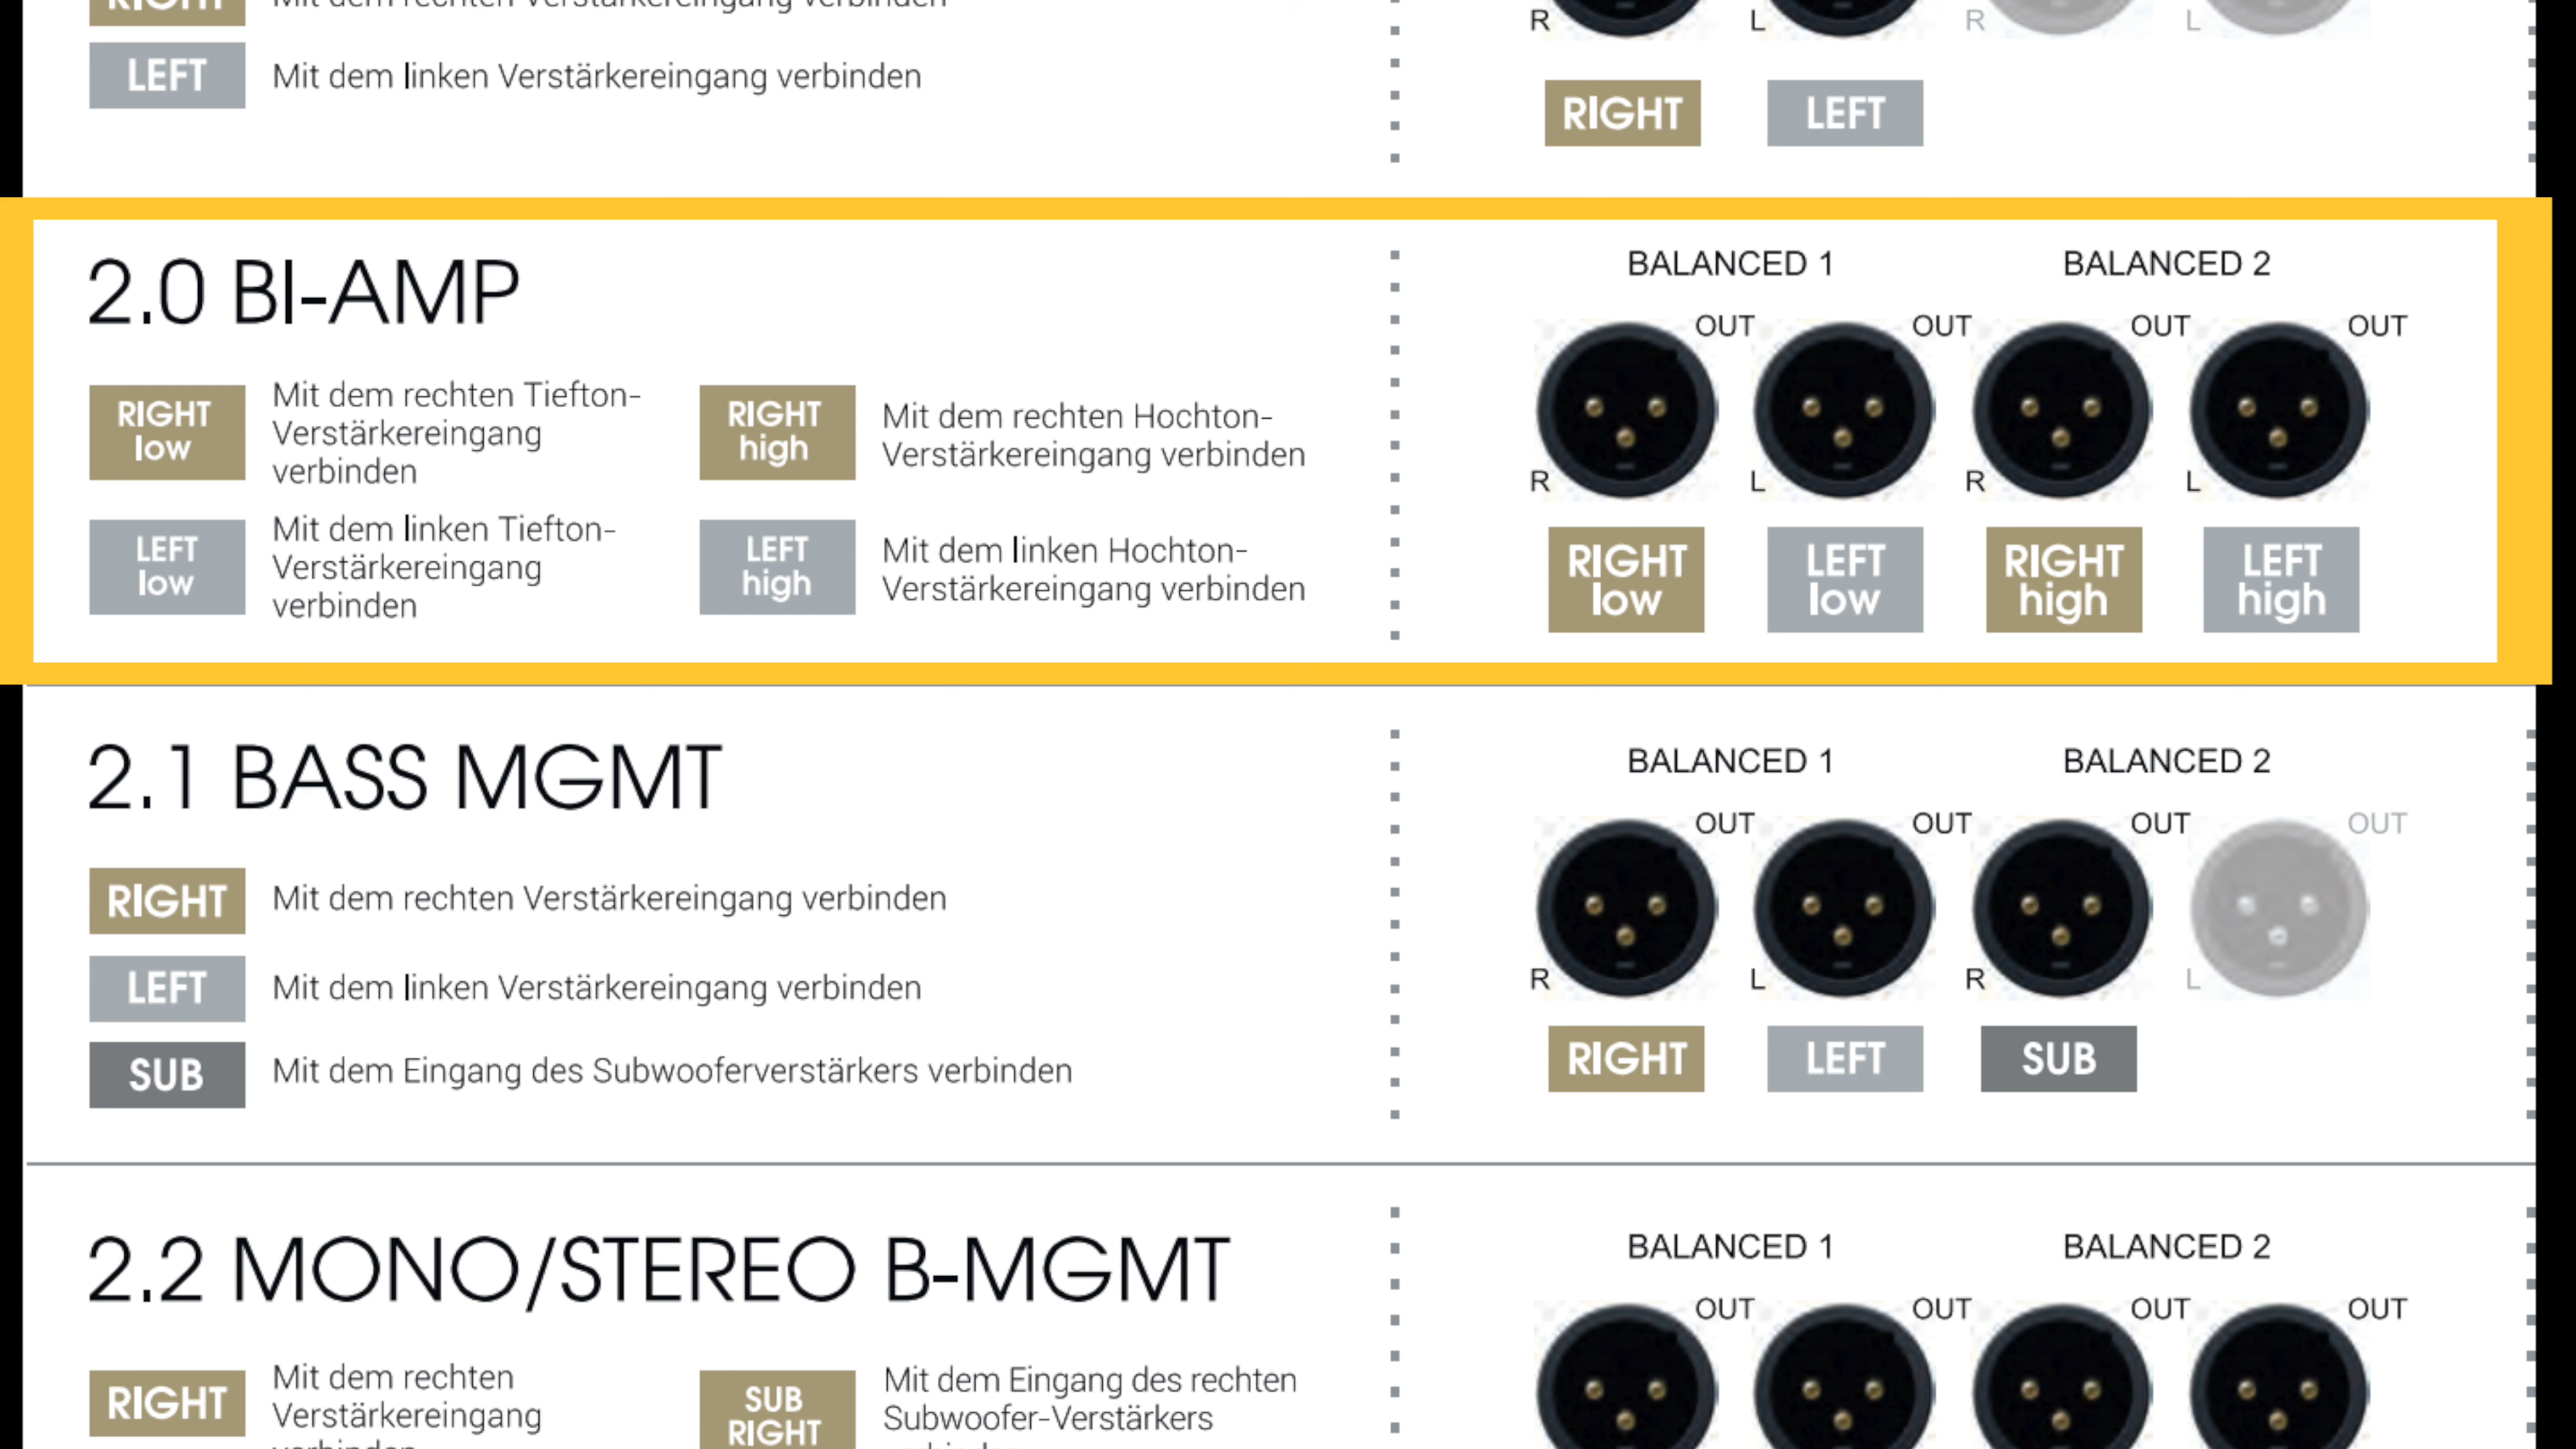 RIGHT Mit dem rechten Verstärkereingang verbinden
LEFT Mit dem linken Verstärkereingang verbinden
R L R L
RIGHT LEFT
2.0 BI-AMP
RIGHT
low
Mit dem rechten Tiefton-
Verstärkereingang
verbinden
RIGHT
high
Mit dem rechten Hochton-
Verstärkereingang verbinden
LEFT
low
Mit dem linken Tiefton-
Verstärkereingang
verbinden
LEFT
high
Mit dem linken Hochton-
Verstärkereingang verbinden
BALANCED 1 BALANCED 2
OUT OUT OUT OUT
R L R L
RIGHT
low
LEFT
low
RIGHT
high
LEFT
high
2.1 BASS MGMT
RIGHT Mit dem rechten Verstärkereingang verbinden
LEFT Mit dem linken Verstärkereingang verbinden
SUB Mit dem Eingang des Subwooferverstärkers verbinden
BALANCED 1 BALANCED 2
OUT OUT OUT OUT
R L R L
RIGHT LEFT SUB
2.2 MONO/STEREO B-MGMT
RIGHT
Mit dem rechten
Verstärkereingang
SUB
RIGHT
Mit dem Eingang des rechten
Subwoofer-Verstärkers
BALANCED 1 BALANCED 2
OUT OUT OUT OUT